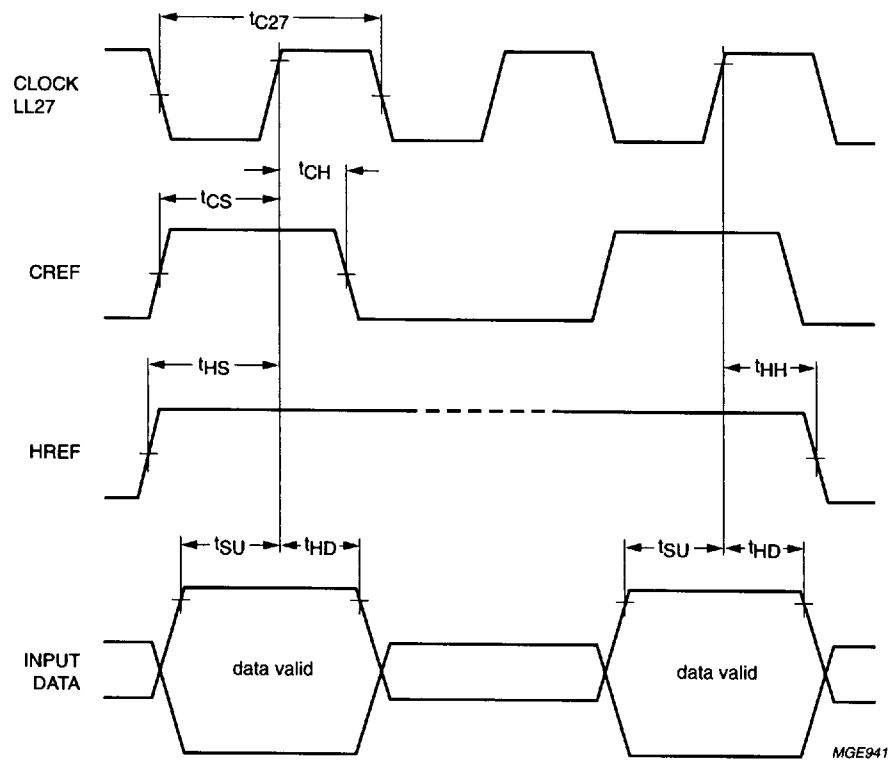 tC27
CLOCK
LL27
tCH
tCS
CREF
tHS
tHH
HREF
tSU
tHD
tSU
tHD
INPUT
DATA
data valid
data valid
MGE941